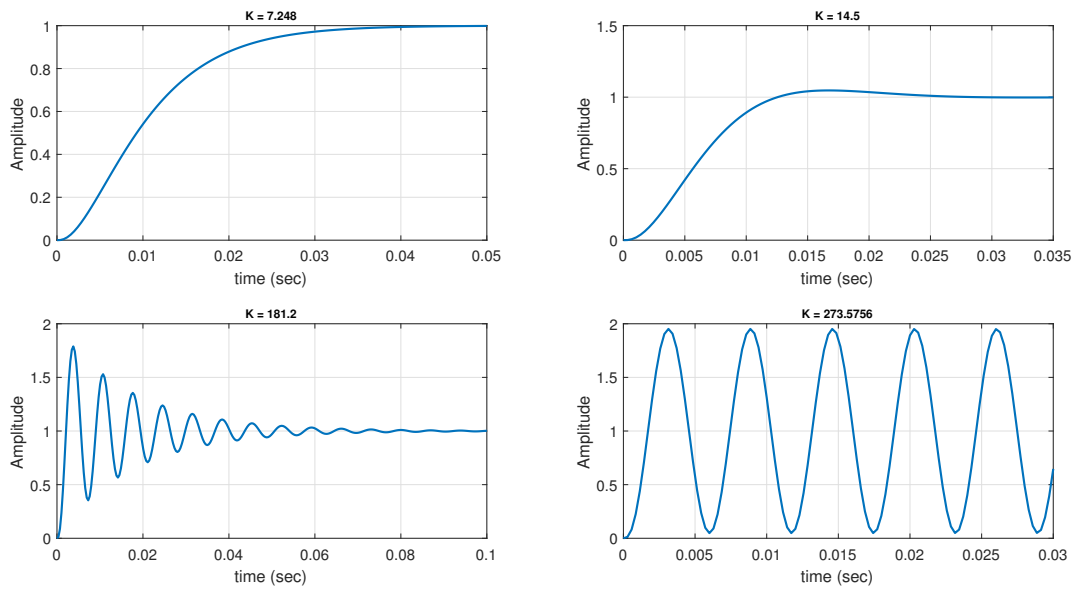 K = 7.248
1
0.8
0.6
0.4
0.2
0
Amplitude
0 0.01 0.02 0.03 0.04 0.05
time (sec)
K = 14.5
1.5
1
0.5
0
Amplitude
0 0.005 0.01 0.015 0.02 0.025 0.03 0.035
time (sec)
K = 181.2
2
1.5
1
0.5
0
Amplitude
0 0.02 0.04 0.06 0.08 0.1
time (sec)
K = 273.5756
2
1.5
1
0.5
0
Amplitude
0 0.005 0.01 0.015 0.02 0.025 0.03
time (sec)